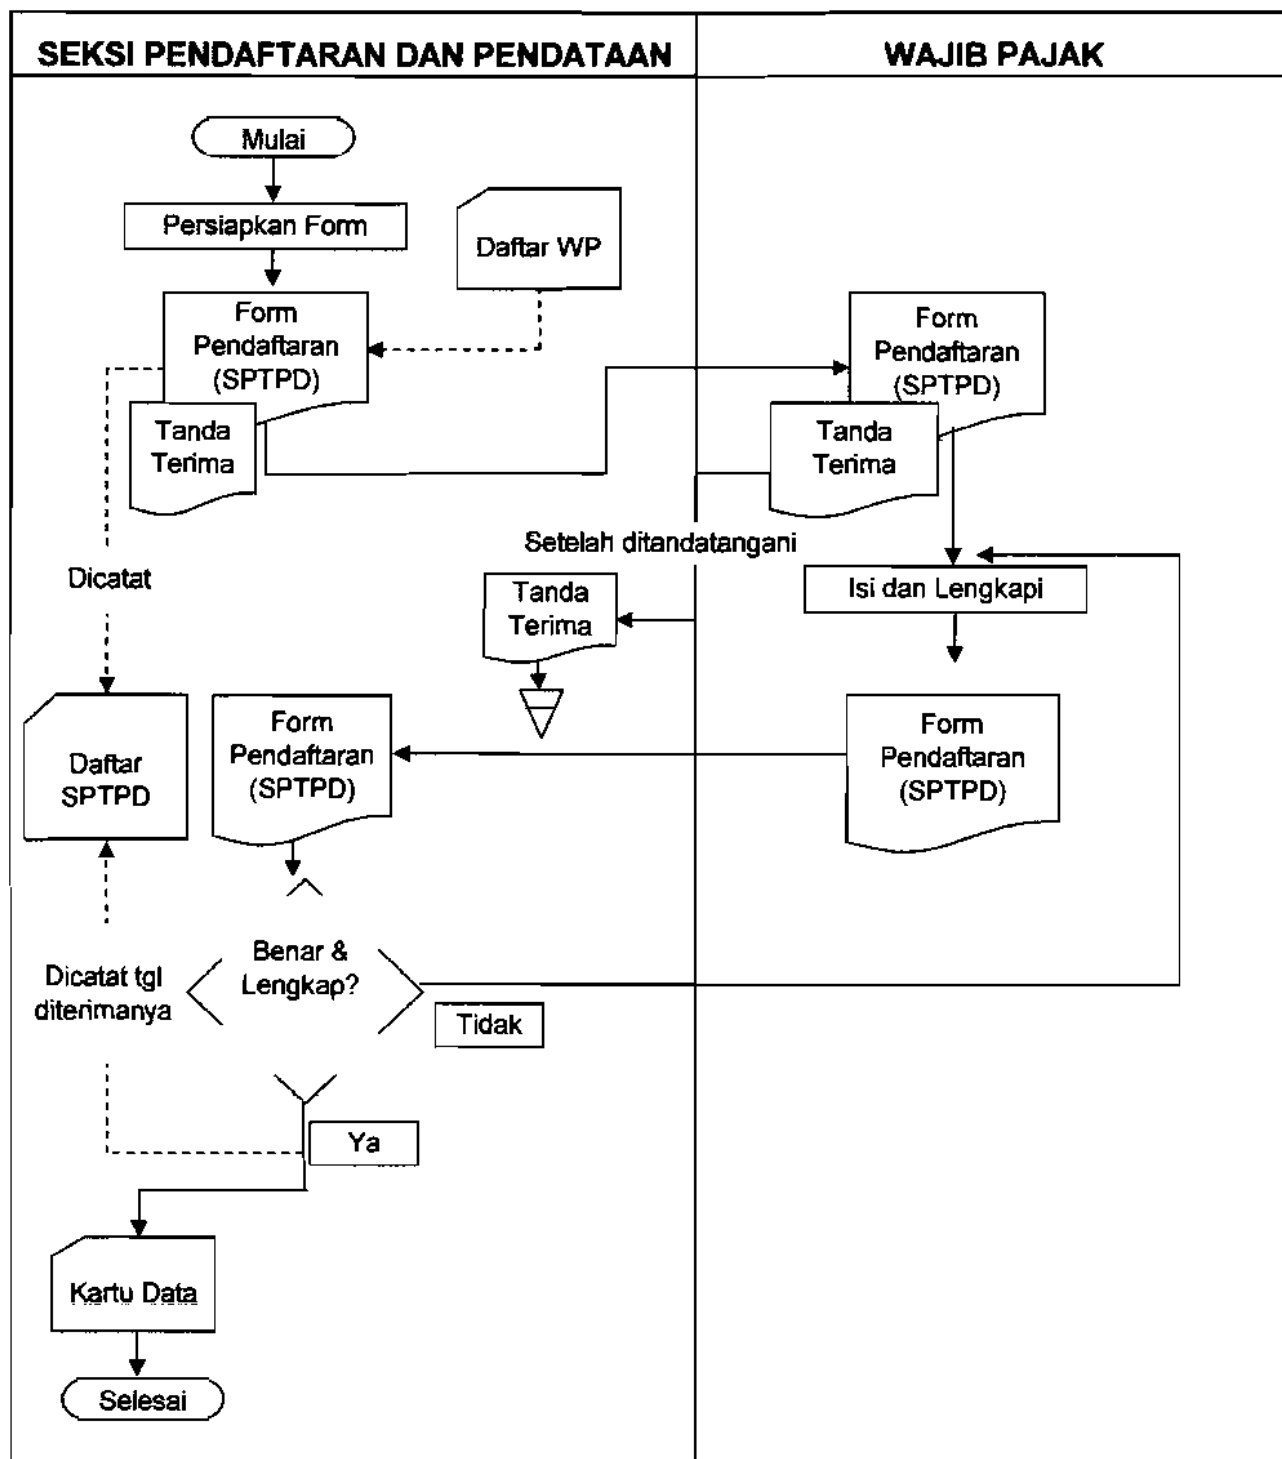 SEKSI PENDAFTARAN DAN PENDATAAN
WAJIB PAJAK
Mulai
Persiapkan Form
Daftar WP
Form
Pendaftaran
(SPTPD)
Tanda
Terima
Form
Pendaftaran
(SPTPD)
Tanda
Terima
Setelah ditandatangani
Dicatat
Tanda
Terima
Isi dan Lengkapi
Daftar
SPTPD
Form
Pendaftaran
(SPTPD)
Form
Pendaftaran
(SPTPD)
Dicatat tgl
diterimanya
Benar &
Lengkap?
Tidak
Ya
Kartu Data
Selesai